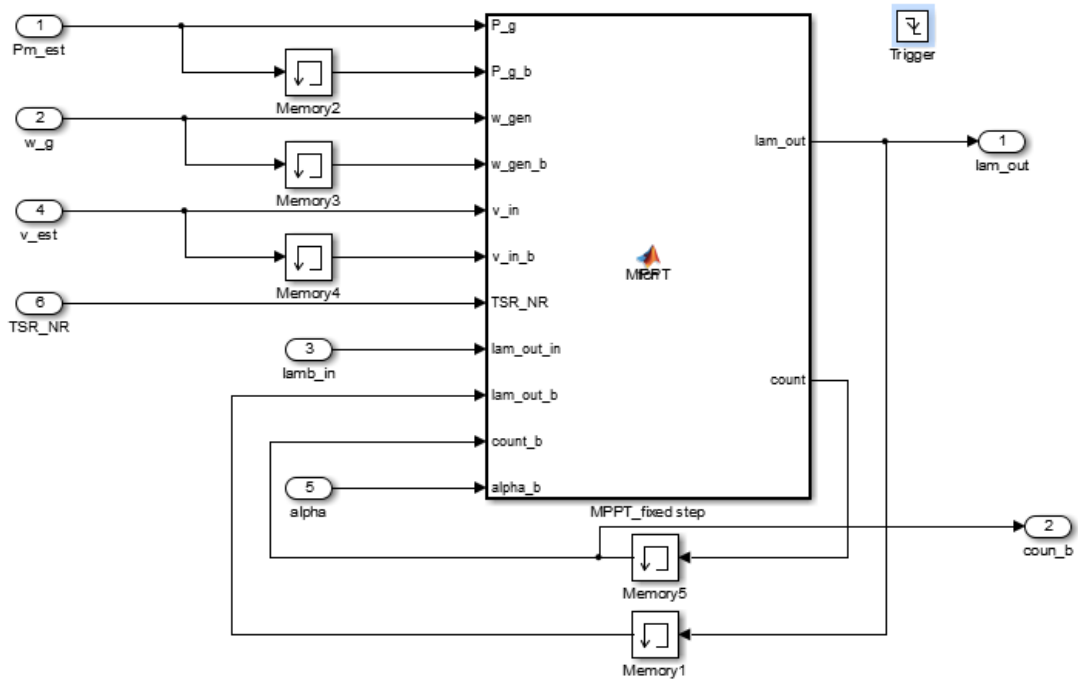 1
Pm_est
P_g
Trigger
P_g_b
Memory2
2
w_g
w_gen
lam_out
1
lam_out
w_gen_b
Memory3
4
v_est
v_in
v_in_b
Memory4
MPPT
6
TSR_NR
TSR_NR
3
lamb_in
lam_out_in
count
lam_out_b
count_b
5
alpha
alpha_b
MPPT_fixed step
2
coun_b
Memory5
Memory1